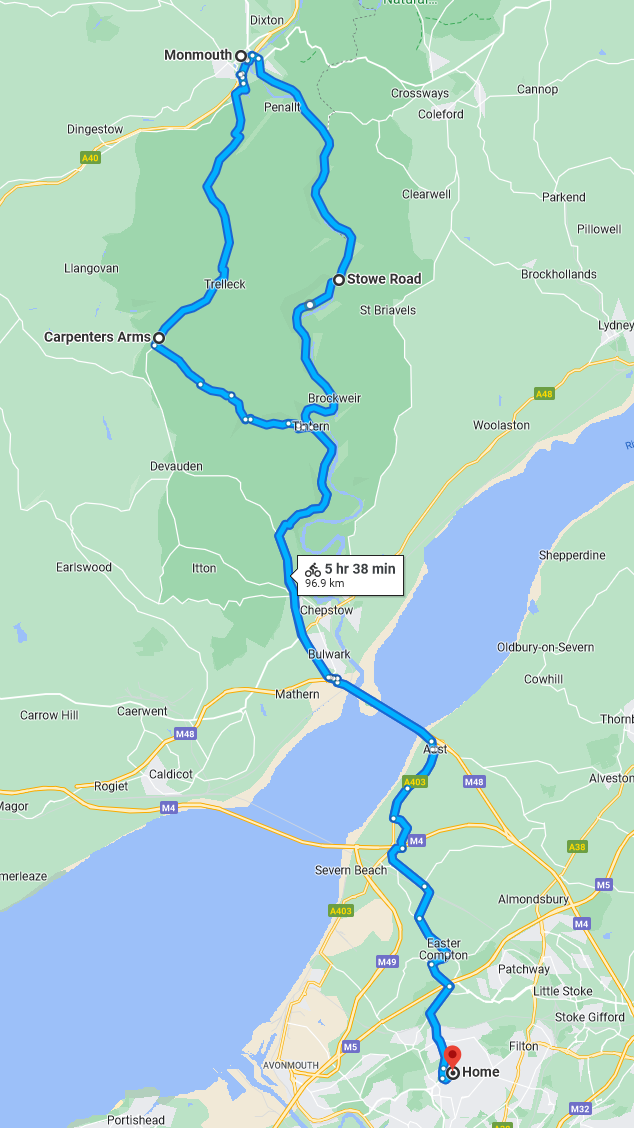 Natural...
Dixton
Monmouth
Crossways
Cannop
Penallt
Coleford
Dingestow
A40
Clearwell
Parkend
Pillowell
Llangovan
Stowe Road
Brockhollands
Trelleck
St Briavels
Lydney
Carpenters Arms
A48
Brockweir
Tintern
Woolaston
Ri
Devauden
Shepperdine
Earlswood
Itton
5 hr 38 min
96.9 km
Chepstow
Oldbury-on-Severn
Bulwark
Cowhill
Mathern
Carrow Hill
Caerwent
Thornb
M48
Aust
Caldicot
Rogiet
A403
M48
Alveston
Magor
M4
M4
A38
Severn Beach
merleaze
M5
Almondsbury
A403
M4
Easter
Compton
M49
Patchway
Little Stoke
Stoke Gifford
M5
Filton
AVONMOUTH
Home
M32
Portishead
A38